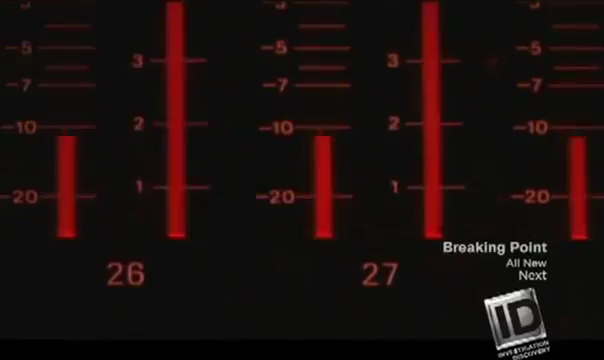 -5 -5 -5
3 3
-7 -7 -7
-10 2 -10 2 -10
-20 1 -20 1 -20
26 27
Breaking Point
All New
Next
ID
INVESTIGATION
DISCOVERY